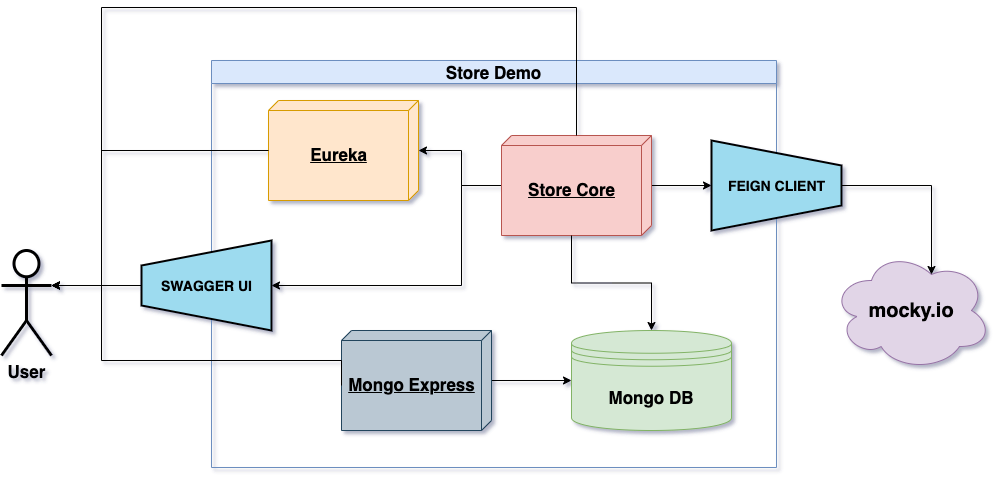 Store Demo
Eureka
Store Core
FEIGN CLIENT
SWAGGER UI
mocky.io
User
Mongo Express
Mongo DB